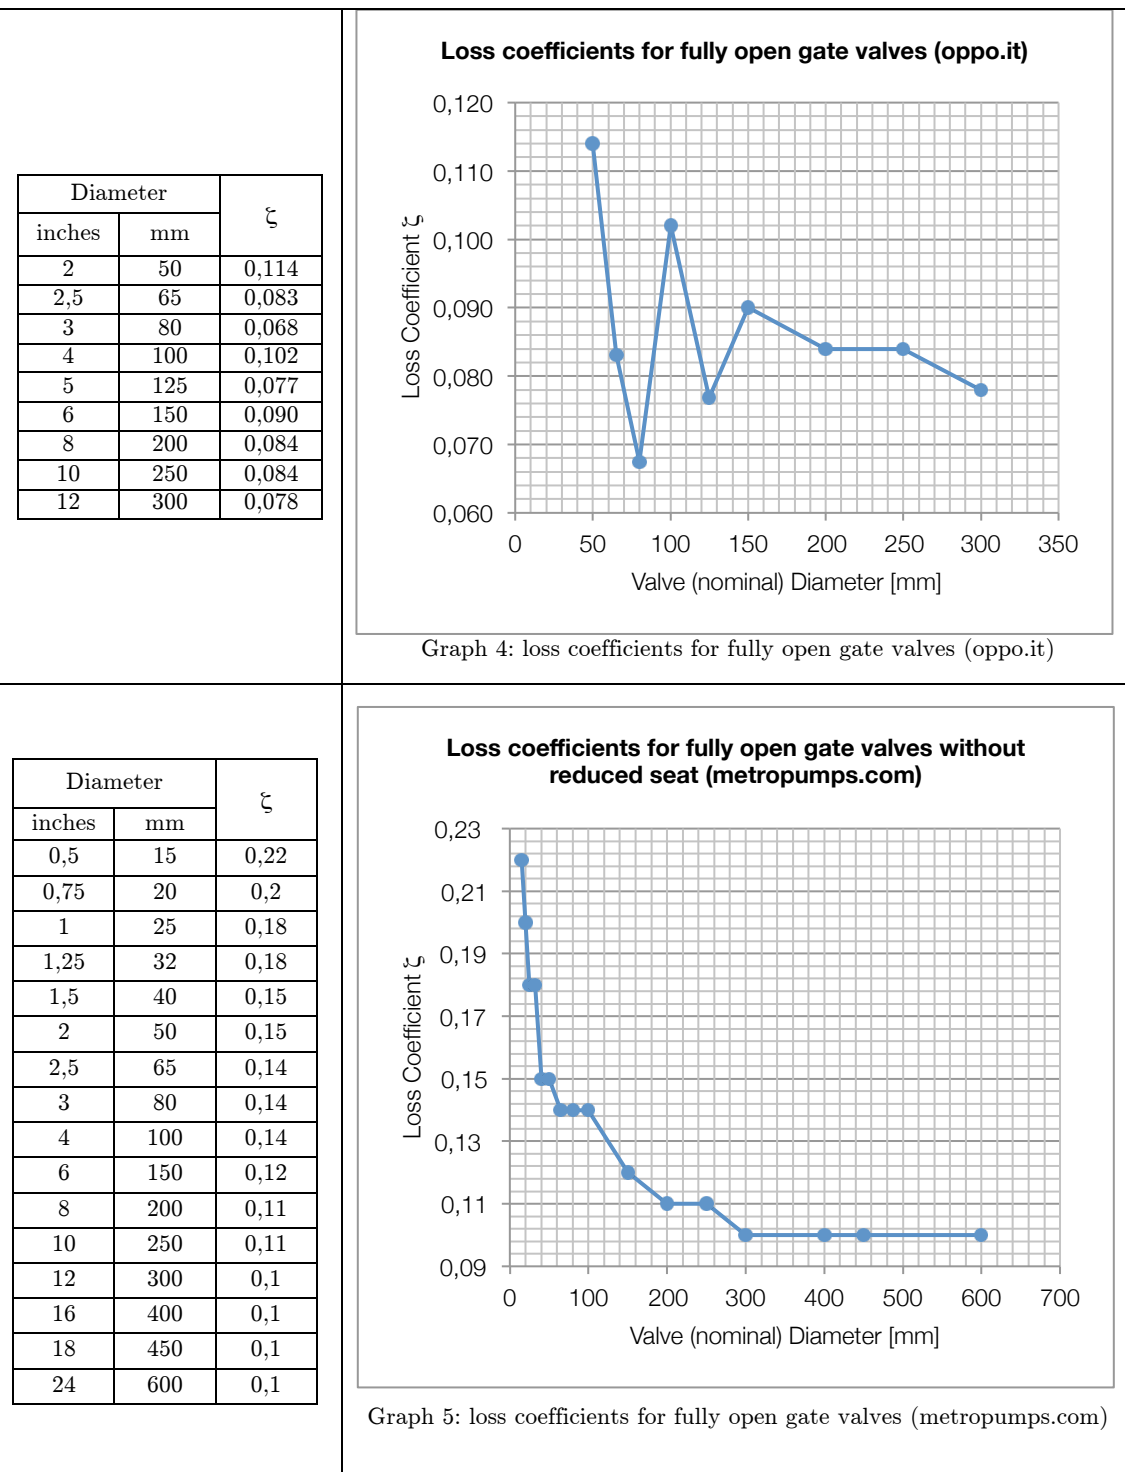 Diameter ζ
inches mm
2 50 0,114
2,5 65 0,083
3 80 0,068
4 100 0,102
5 125 0,077
6 150 0,090
8 200 0,084
10 250 0,084
12 300 0,078
Loss coefficients for fully open gate valves (oppo.it)
0,120
0,110
0,100
0,090
0,080
0,070
0,060
Loss Coefficient ζ
0 50 100 150 200 250 300 350
Valve (nominal) Diameter [mm]
Graph 4: loss coefficients for fully open gate valves (oppo.it)
Diameter ζ
inches mm
0,5 15 0,22
0,75 20 0,2
1 25 0,18
1,25 32 0,18
1,5 40 0,15
2 50 0,15
2,5 65 0,14
3 80 0,14
4 100 0,14
6 150 0,12
8 200 0,11
10 250 0,11
12 300 0,1
16 400 0,1
18 450 0,1
24 600 0,1
Loss coefficients for fully open gate valves without
reduced seat (metropumps.com)
0,23
0,21
0,19
0,17
0,15
0,13
0,11
0,09
Loss Coefficient ζ
0 100 200 300 400 500 600 700
Valve (nominal) Diameter [mm]
Graph 5: loss coefficients for fully open gate valves (metropumps.com)